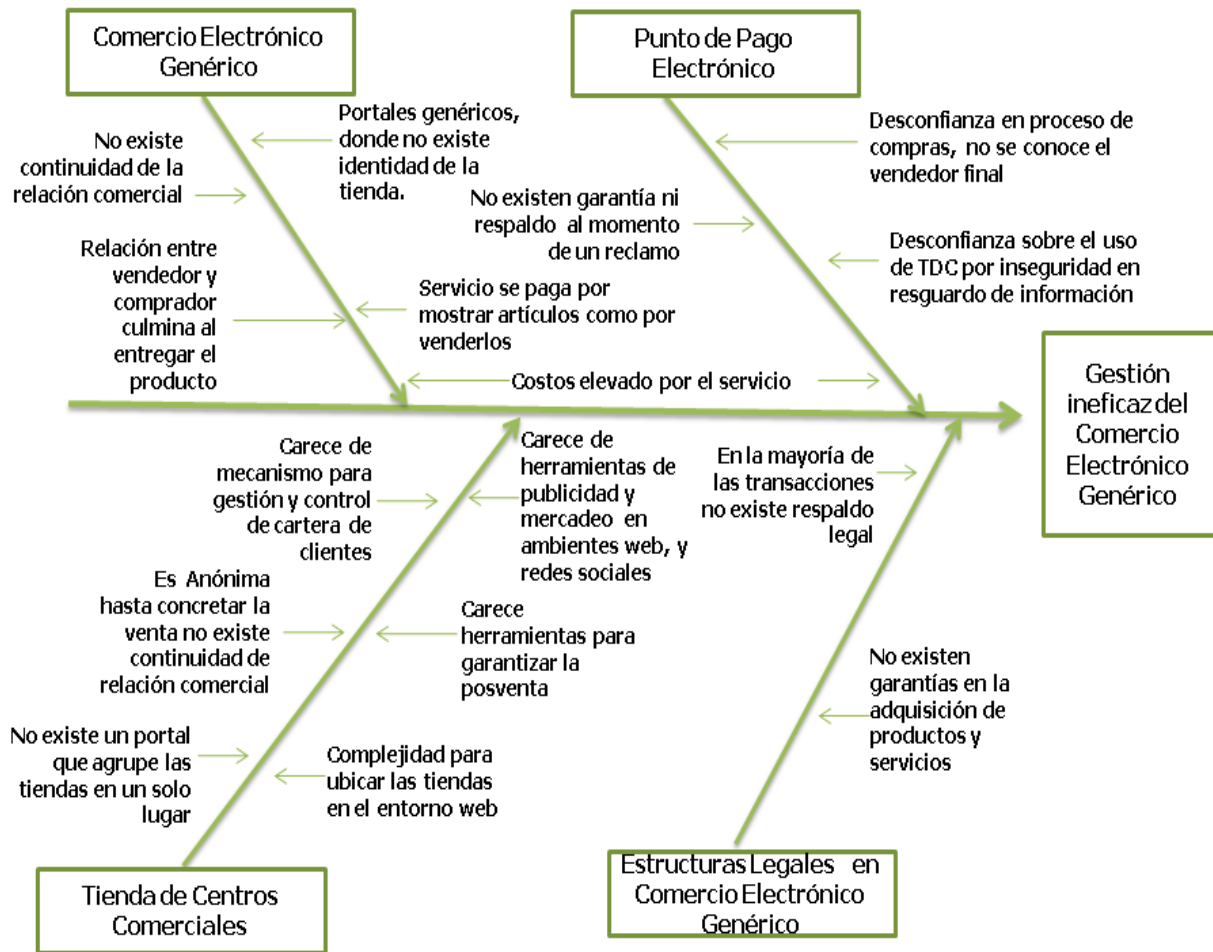 Comercio Electrónico
Genérico
Punto de Pago
Electrónico
Portales genéricos,
donde no existe
identidad de la
tienda.
No existe
continuidad de la
relación comercial
Desconfianza en proceso de
compras, no se conoce el
vendedor final
No existen garantía ni
respaldo al momento
de un reclamo
Relación entre
vendedor y
comprador
culmina al
entregar el
producto
Desconfianza sobre el uso
de TDC por inseguridad en
resguardo de información
Servicio se paga por
mostrar artículos como por
venderlos
Costos elevado por el servicio
Gestión
ineficaz del
Comercio
Electrónico
Genérico
Carece de
mecanismo para
gestión y control
de cartera de
clientes
Carece de
herramientas de
publicidad y
mercadeo en
ambientes web, y
redes sociales
En la mayoría de
las transacciones
no existe respaldo
legal
Es Anónima
hasta concretar la
venta no existe
continuidad de
relación comercial
Carece
herramientas para
garantizar la
posventa
No existen
garantías en la
adquisición de
productos y
servicios
No existe un portal
que agrupe las
tiendas en un solo
lugar
Complejidad para
ubicar las tiendas
en el entorno web
Tienda de Centros
Comerciales
Estructuras Legales en
Comercio Electrónico
Genérico